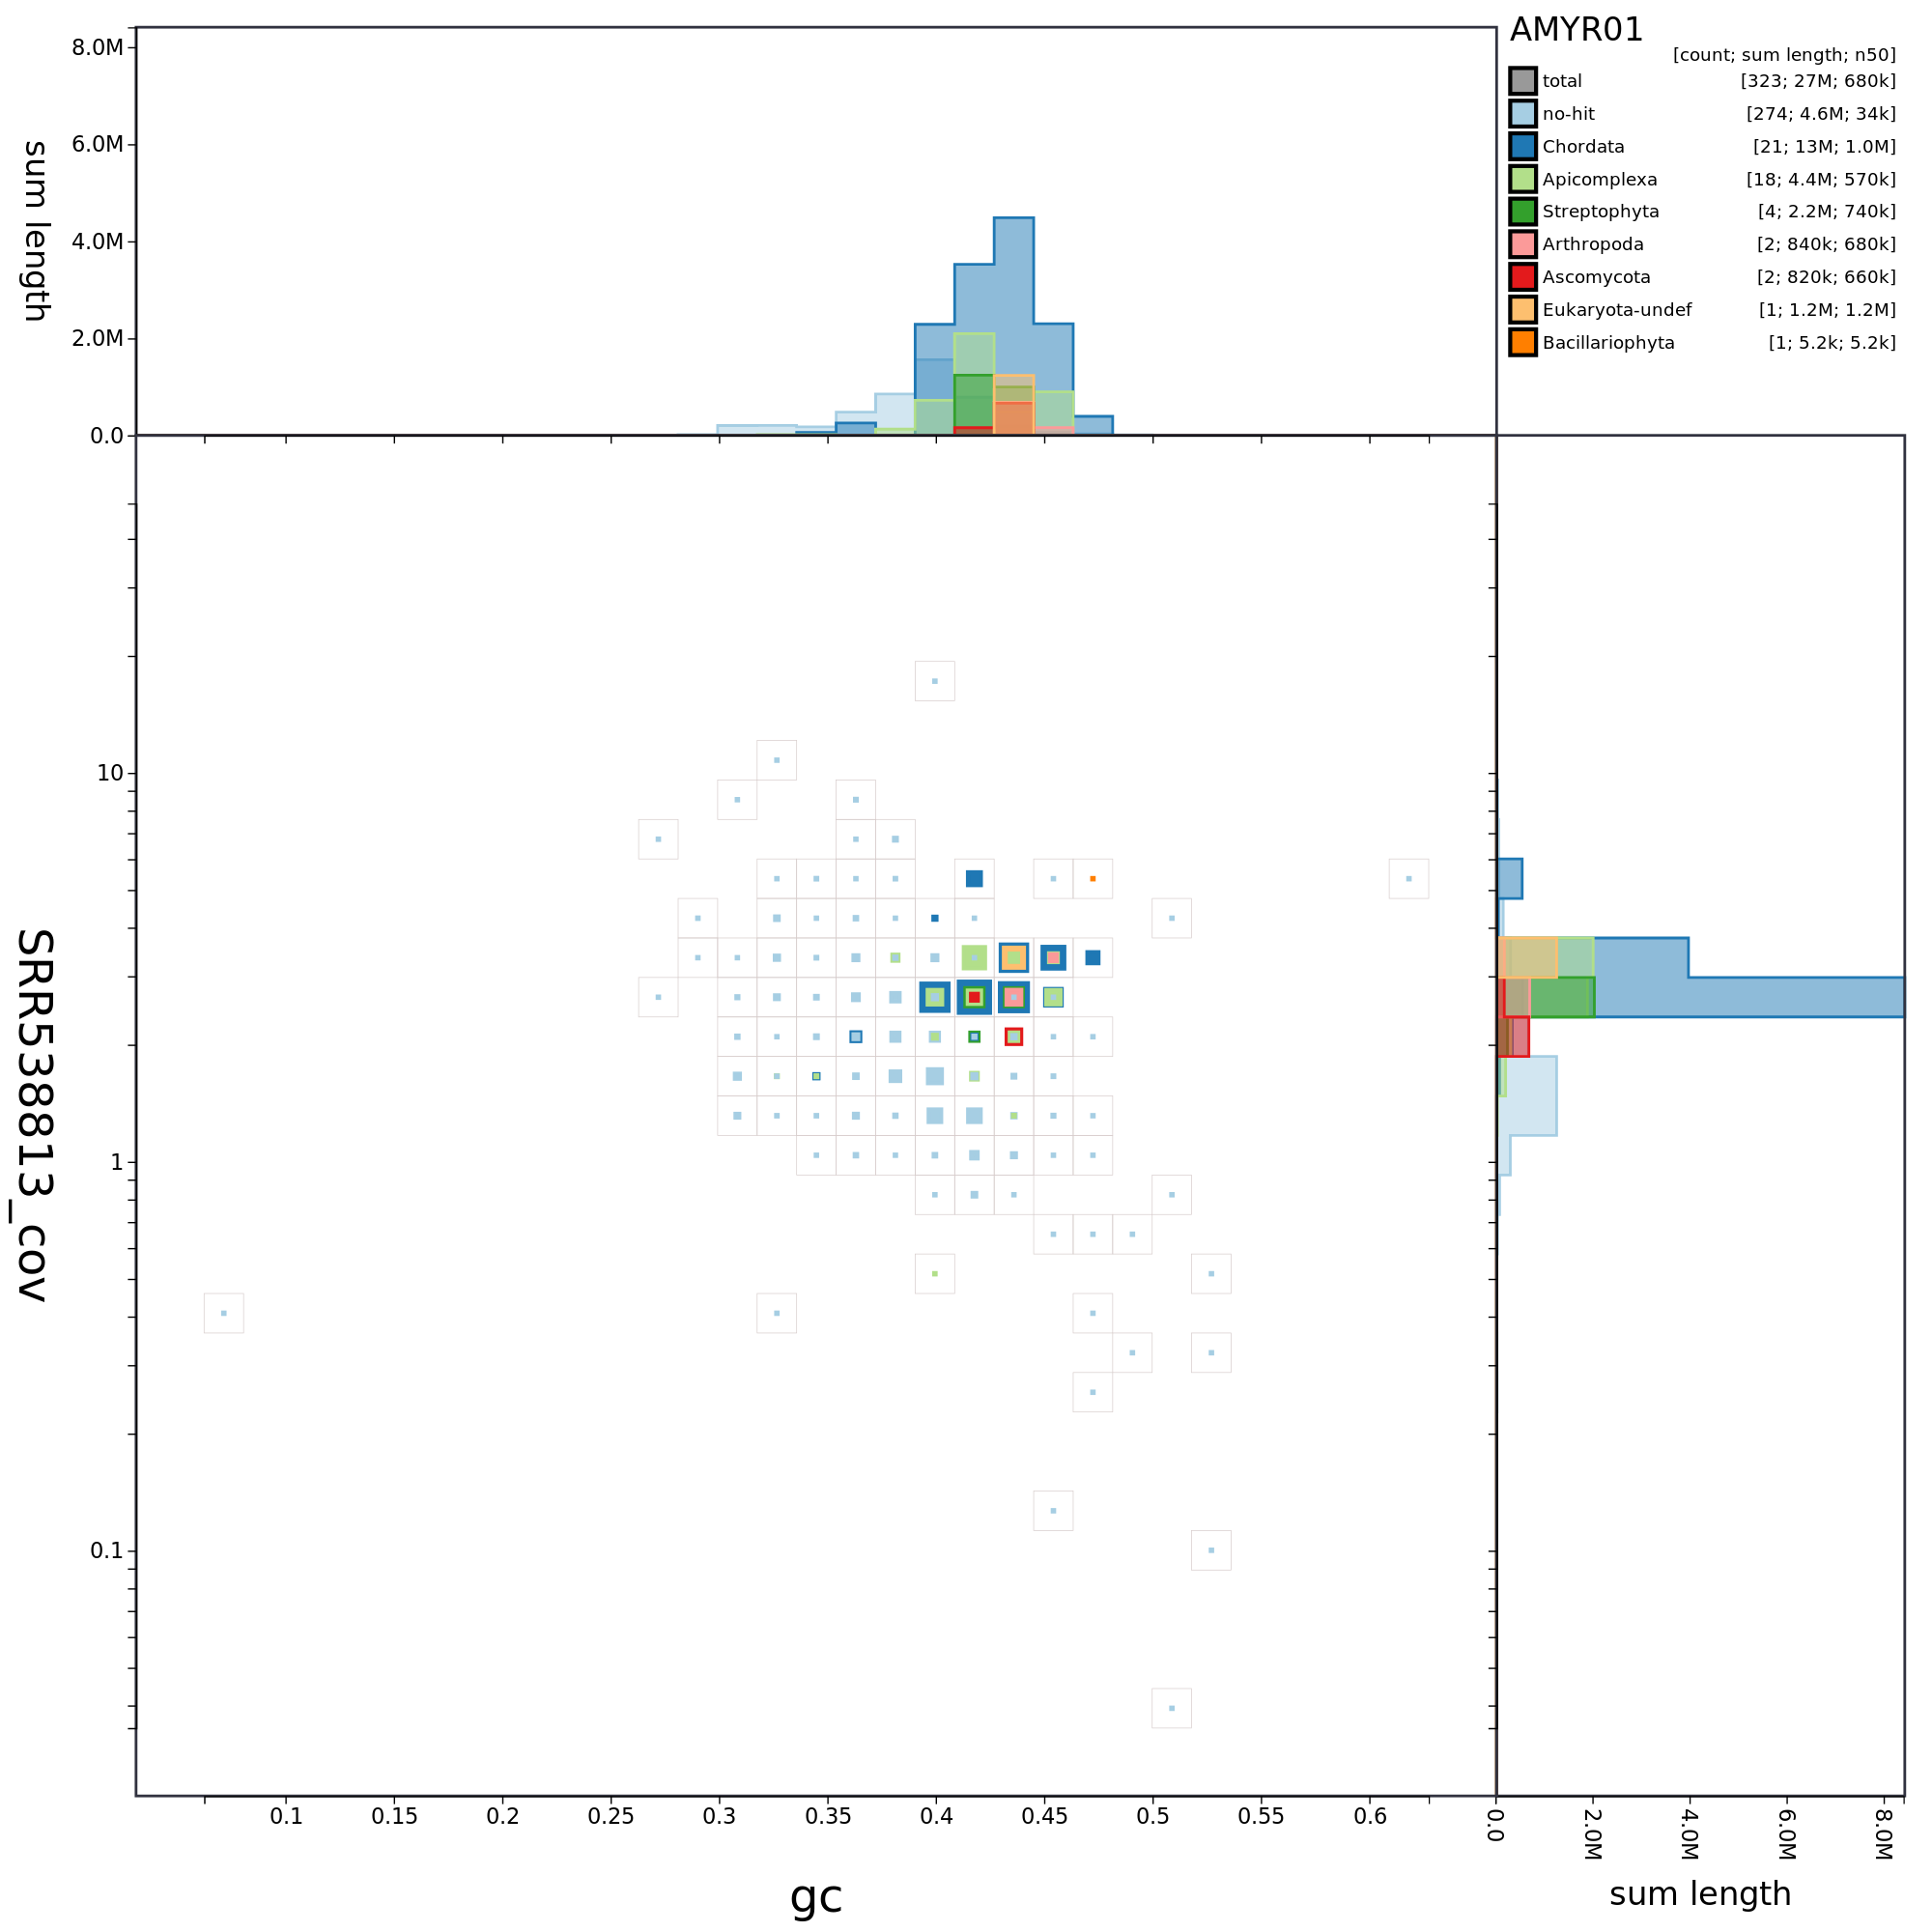 AMYR01
[count; sum length; n50]
total [323; 27M; 680k]
no-hit [274; 4.6M; 34k]
Chordata [21; 13M; 1.0M]
Apicomplexa [18; 4.4M; 570k]
Streptophyta [4; 2.2M; 740k]
Arthropoda [2; 840k; 680k]
Ascomycota [2; 820k; 660k]
Eukaryota-undef [1; 1.2M; 1.2M]
Bacillariophyta [1; 5.2k; 5.2k]
sum length
8.0M
6.0M
4.0M
2.0M
0.0
SRR538813_cov
10
1
0.1
0.1 0.15 0.2 0.25 0.3 0.35 0.4 0.45 0.5 0.55 0.6
gc
0.0 2.0M 4.0M 6.0M 8.0M
sum length